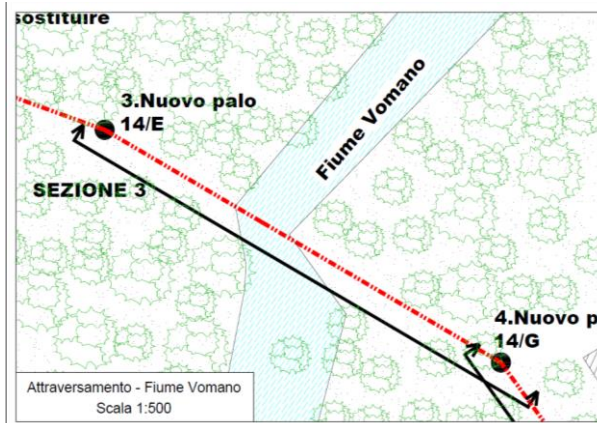 sostituire
3.Nuovo palo
14/E
Fiume Vomano
SEZIONE 3
4.Nuovo p
14/G
Attraversamento - Fiume Vomano
Scala 1:500